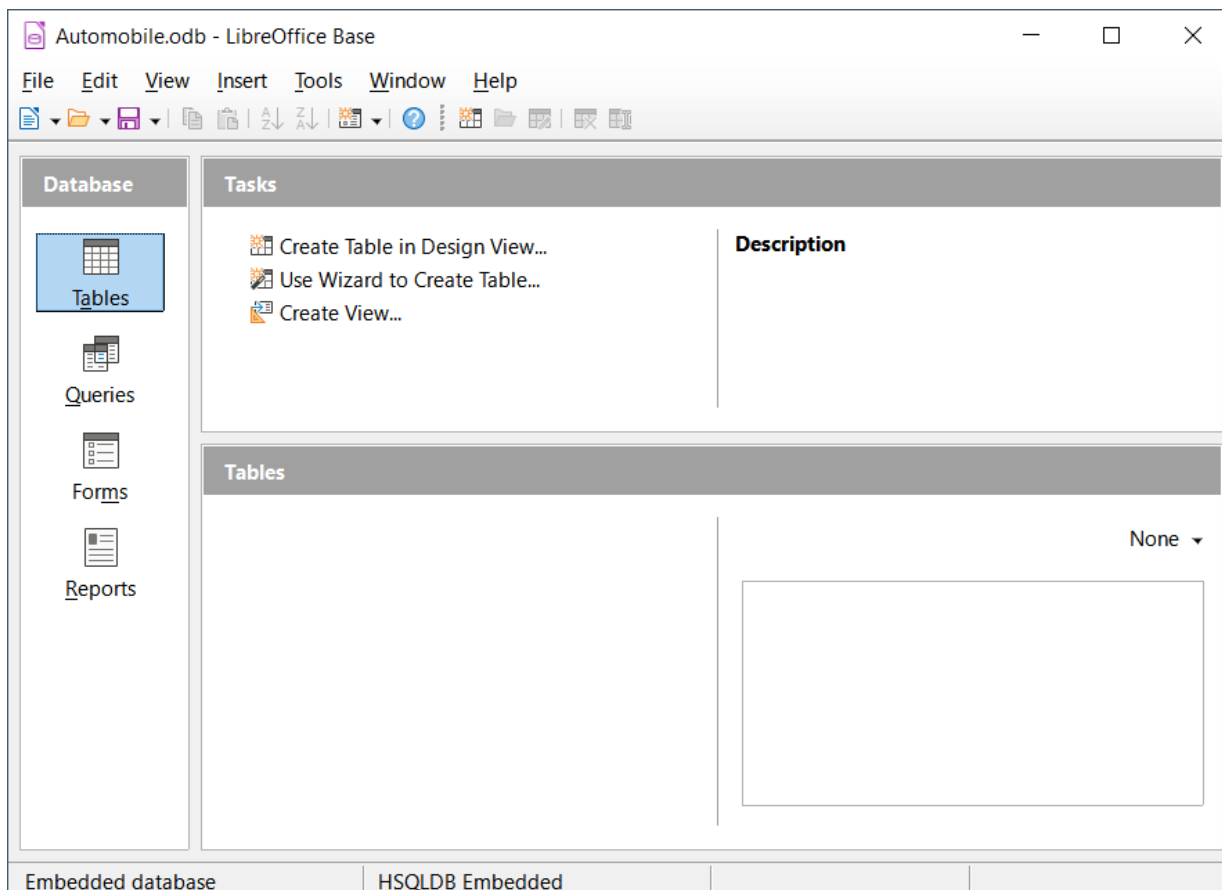 Automobile.odb - LibreOffice Base
File Edit View Insert Tools Window Help
Database
Tables
Queries
Forms
Reports
Tasks
Create Table in Design View...
Use Wizard to Create Table...
Create View...
Description
Tables
None
Embedded database HSQLDB Embedded